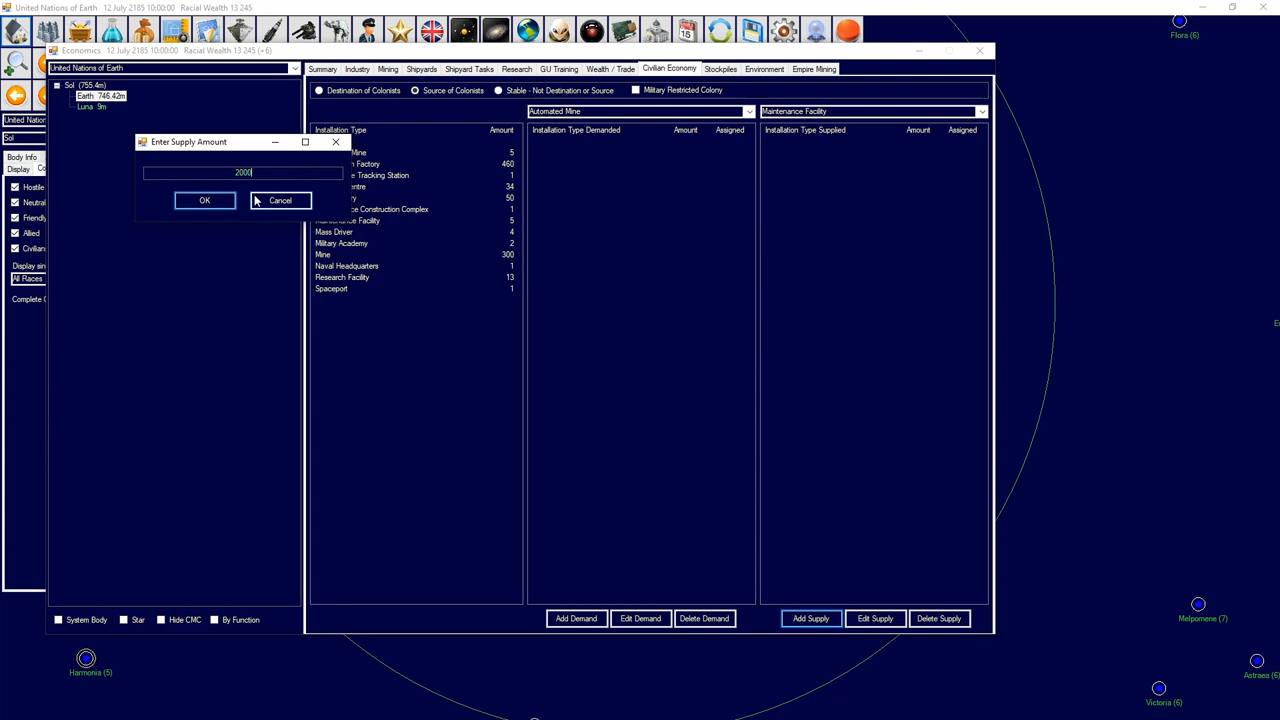 United Nations of Earth    12 July 2185 10:00:00    Racial Wealth 13 245
Flora (6)
Economics    12 July 2185 10:00:00    Racial Wealth 13 245 (+6)
United Nations of Earth
Summary Industry Mining Shipyards Shipyard Tasks Research GU Training Wealth / Trade Civilian Economy Stockpiles Environment Empire Mining
Sol (755.4m)
Earth 746.42m
Luna 9m
Destination of Colonists Source of Colonists Stable - Not Destination or Source Military Restricted Colony
Automated Mine
Maintenance Facility
United Nation
Sol
Body Info
Display
Hostile
Neutral
Friendly
Allied
Civilians
All Races
Enter Supply Amount
2000
OK Cancel
Installation Type Amount
Mine 5
Factory 460
Tracking Station 1
34
50
ce Construction Complex 1
Maintenance Facility 5
Mass Driver 4
Military Academy 2
Mine 300
Naval Headquarters 1
Research Facility 13
Spaceport 1
Installation Type Demanded Amount Assigned
Installation Type Supplied Amount Assigned
System Body Star Hide CMC By Function
Add Demand Edit Demand Delete Demand
Add Supply Edit Supply Delete Supply
Melpomene (7)
Harmonia (5)
Astraea (6)
Victoria (6)